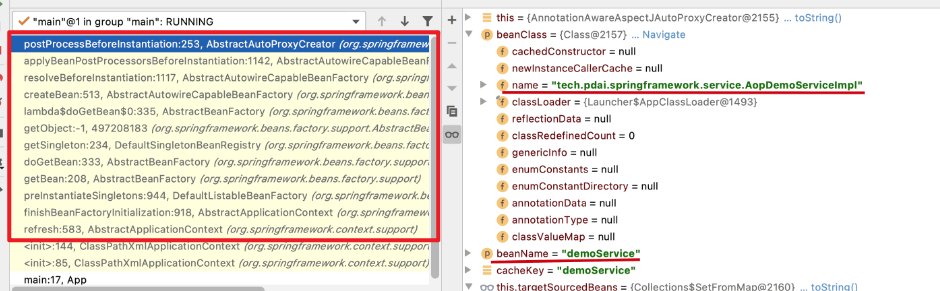 "main"@1 in group "main": RUNNING
postProcessBeforeInstantiation:253, AbstractAutoProxyCreator (org.springframew
applyBeanPostProcessorsBeforeInstantiation:1142, AbstractAutowireCapableBeanF
resolveBeforeInstantiation:1117, AbstractAutowireCapableBeanFactory (org.spring
createBean:513, AbstractAutowireCapableBeanFactory (org.springframework.beans
lambda$doGetBean$0:335, AbstractBeanFactory (org.springframework.beans.factor
getObject:-1, 497208183 (org.springframework.beans.factory.support.AbstractBea
getSingleton:234, DefaultSingletonBeanRegistry (org.springframework.beans.facto
doGetBean:333, AbstractBeanFactory (org.springframework.beans.factory.support
getBean:208, AbstractBeanFactory (org.springframework.beans.factory.support)
preInstantiateSingletons:944, DefaultListableBeanFactory (org.springframework.be
finishBeanFactoryInitialization:918, AbstractApplicationContext (org.springframew
refresh:583, AbstractApplicationContext (org.springframework.context.support)
<init>:144, ClassPathXmlApplicationContext (org.springframework.context.support
<init>:85, ClassPathXmlApplicationContext (org.springframework.context.support)
main:17, App
this = {AnnotationAwareAspectJAutoProxyCreator@2155} ... toString()
beanClass = {Class@2157} ... Navigate
cachedConstructor = null
newInstanceCallerCache = null
name = "tech.pdai.springframework.service.AopDemoServiceImpl"
classLoader = {Launcher$AppClassLoader@1493}
reflectionData = null
classRedefinedCount = 0
genericInfo = null
enumConstants = null
enumConstantDirectory = null
annotationData = null
annotationType = null
classValueMap = null
beanName = "demoService"
cacheKey = "demoService"
this.targetSourcedBeans = {Collections$SetFromMap@2160} ... toString()